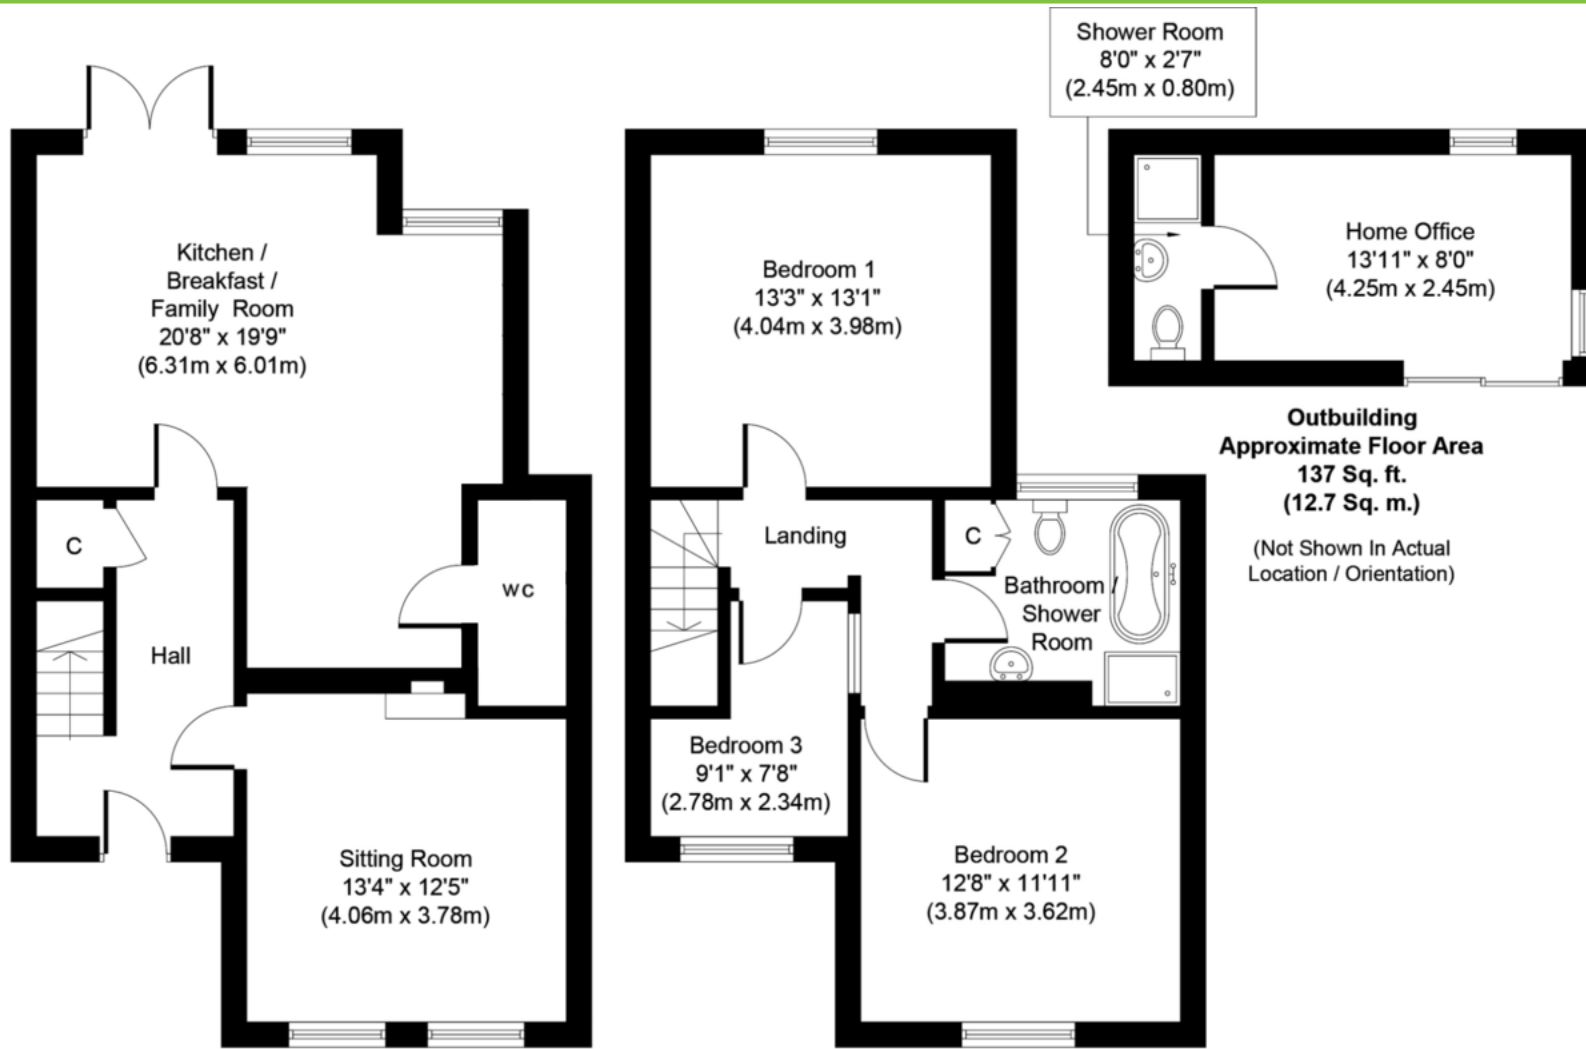 Shower Room
8'0" x 2'7"
(2.45m x 0.80m)
Kitchen /
Breakfast /
Family Room
20'8" x 19'9"
(6.31m x 6.01m)
C
Hall
WC
Sitting Room
13'4" x 12'5"
(4.06m x 3.78m)
Bedroom 1
13'3" x 13'1"
(4.04m x 3.98m)
Landing
C
Bathroom /
Shower
Room
Bedroom 3
9'1" x 7'8"
(2.78m x 2.34m)
Bedroom 2
12'8" x 11'11"
(3.87m x 3.62m)
Home Office
13'11" x 8'0"
(4.25m x 2.45m)
Outbuilding
Approximate Floor Area
137 Sq. ft.
(12.7 Sq. m.)
(Not Shown In Actual
Location / Orientation)